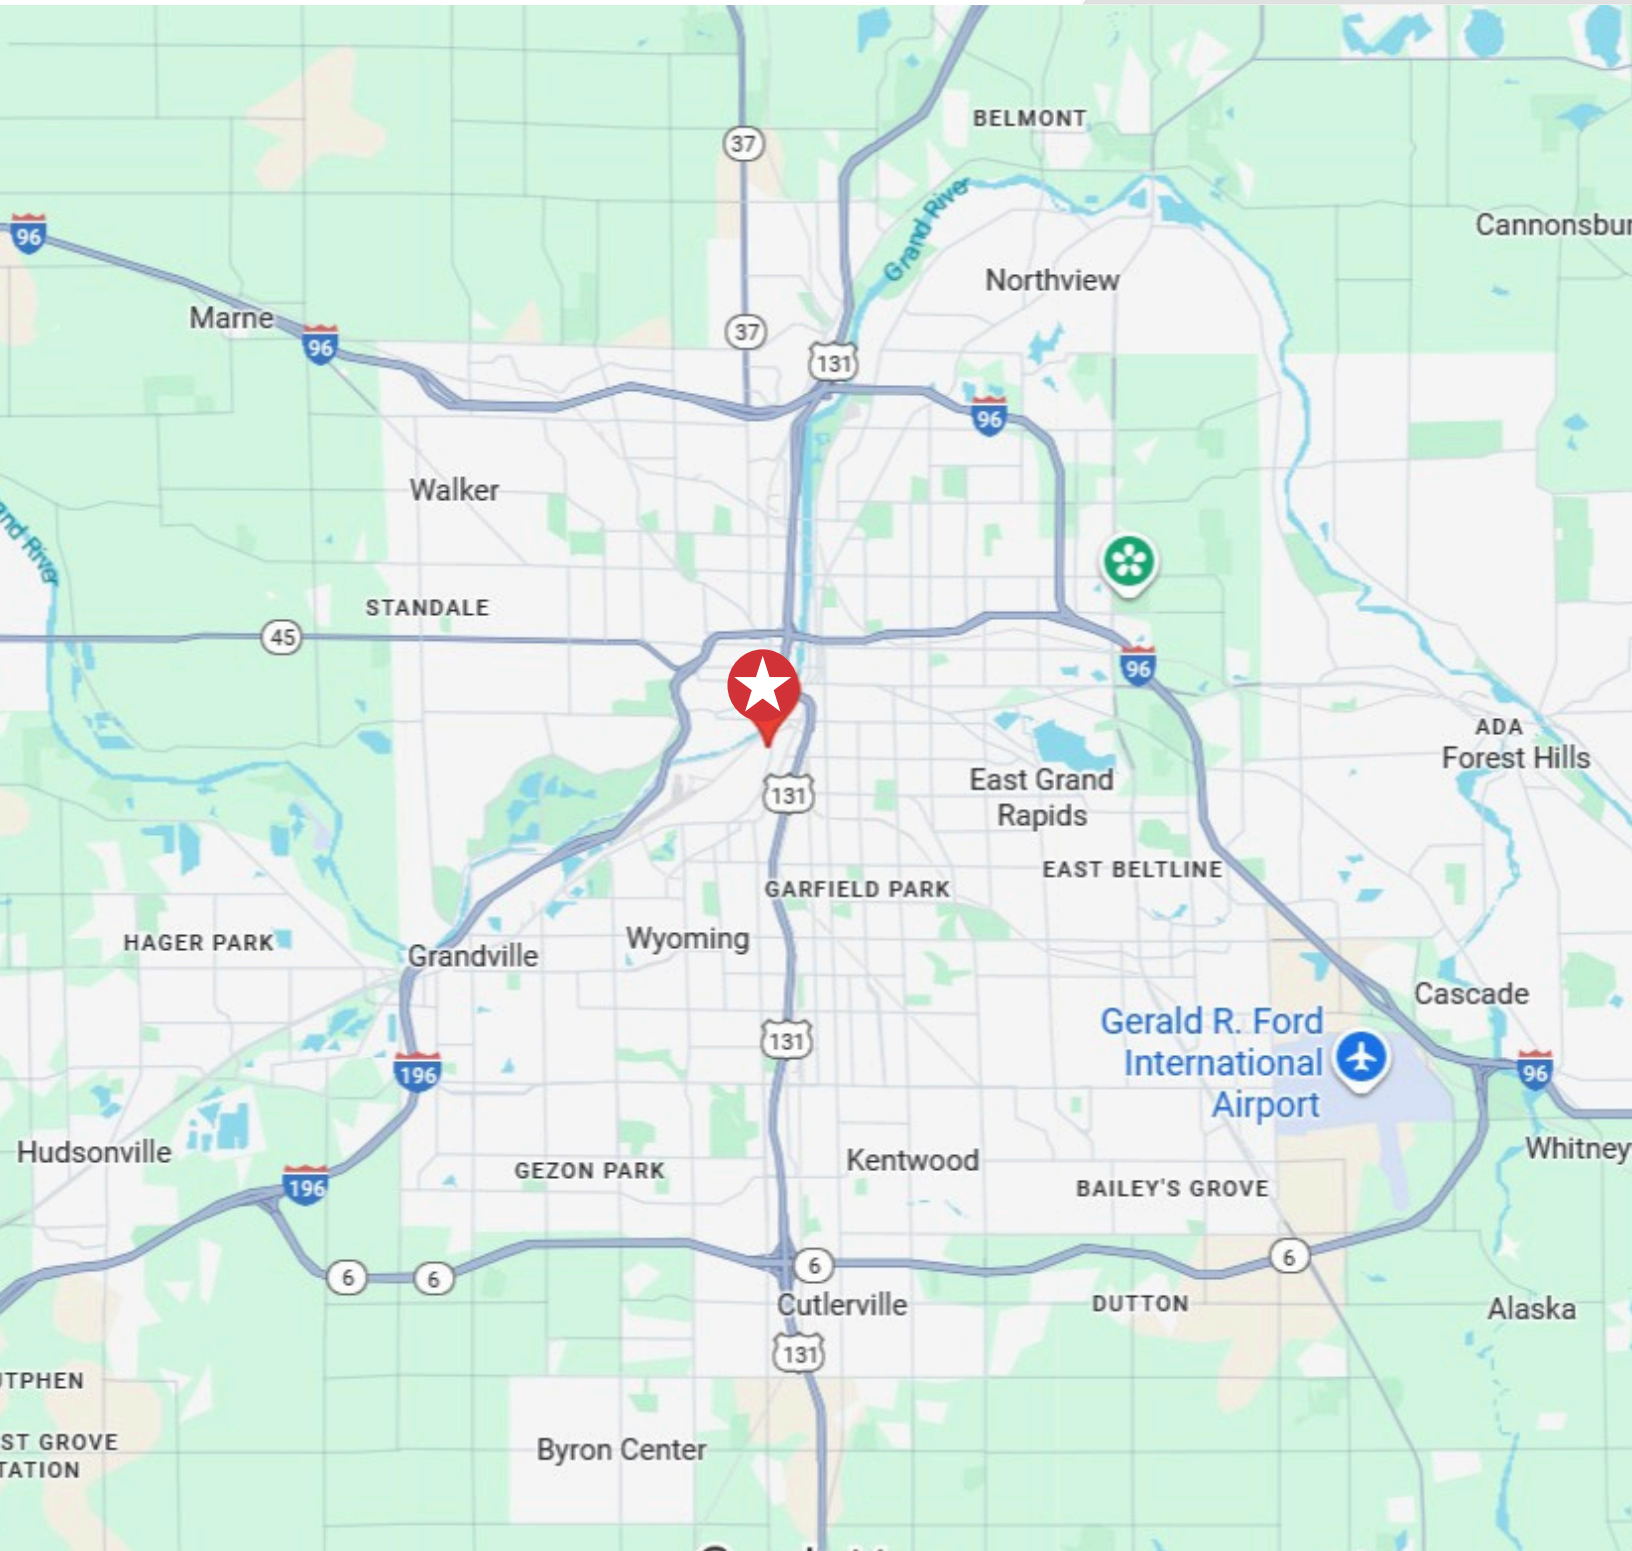 BELMONT
37
Cannonsbur
96
Grand River
Northview
Marne
96
37
131
96
Walker
and River
STANDALE
45
96
ADA
Forest Hills
East Grand
Rapids
131
EAST BELTLINE
GARFIELD PARK
HAGER PARK
Wyoming
Grandville
Cascade
Gerald R. Ford
International
Airport
131
196
96
Hudsonville
Whitney
GEZON PARK
Kentwood
196
BAILEY'S GROVE
6
6
6
6
Cutlerville
DUTTON
Alaska
131
UTPHEN
ST GROVE
TATION
Byron Center